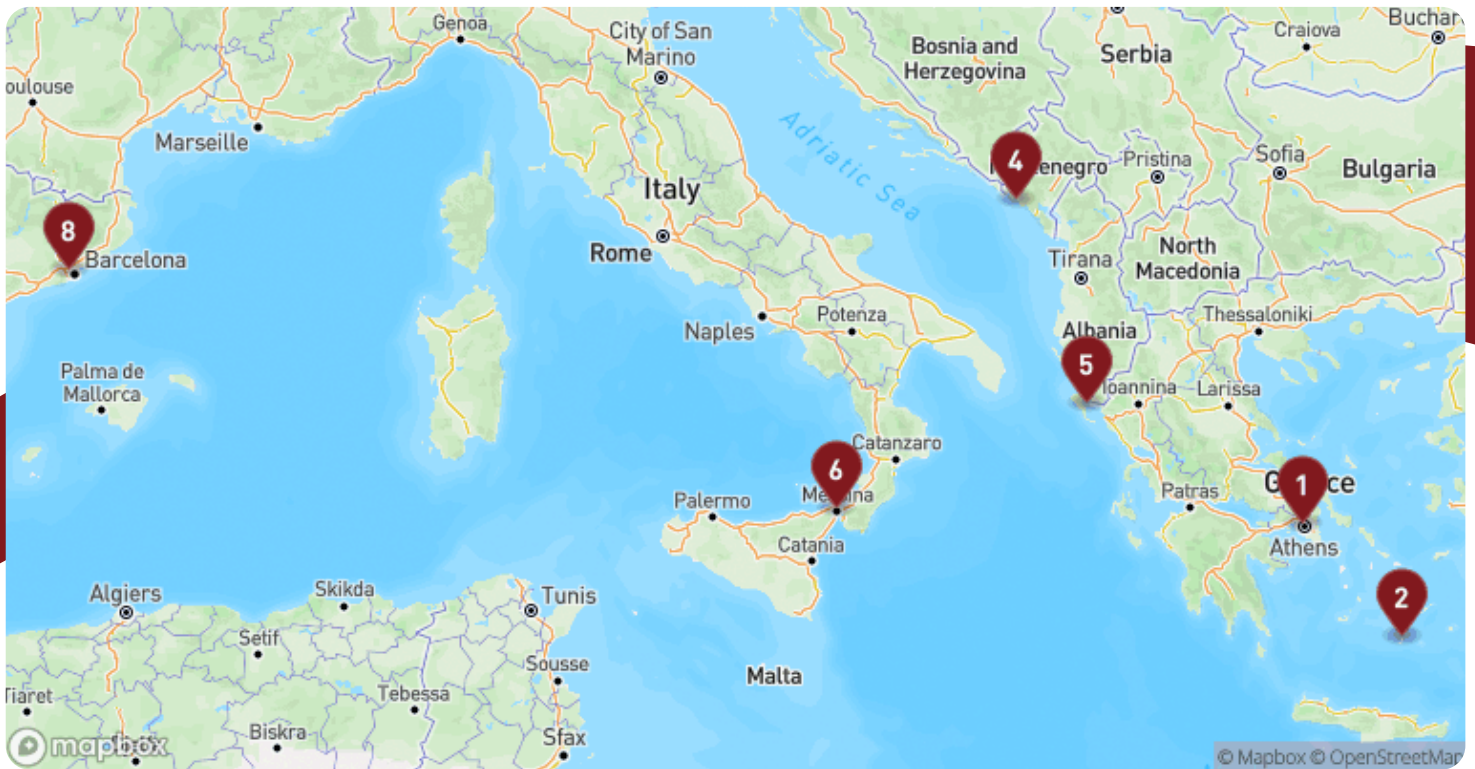 Genoa
City of San
Marino
Bosnia and
Herzegovina
Serbia
Craiova
Buchar
oulouse
Marseille
Adriatic Sea
4
enegro
Pristina
Sofia
Bulgaria
Italy
8
Barcelona
Rome
Tirana
North
Macedonia
Naples
Potenza
Thessaloniki
Albania
5
Ioannina
Larissa
Palma de
Mallorca
Catanzaro
6
Palermo
Patras
1
Catania
Athens
Algiers
Skikda
Tunis
2
Setif
Sousse
Malta
Tiaret
Tebessa
Biskra
Sfax
mapbox
© Mapbox © OpenStreetMap